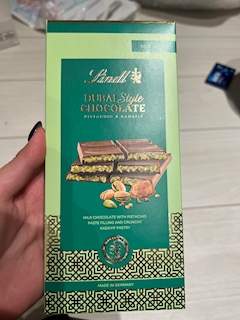 Lindt
DUBAI Style
CHOCOLATE
PISTACHIO & KADAYIF
MILK CHOCOLATE WITH PISTACHIO
PASTE FILLING AND CRUNCHY
KADAYIF PASTRY
MADE IN GERMANY